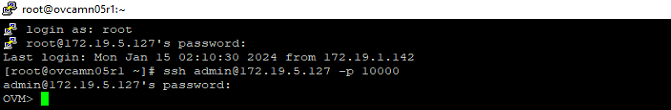 root@ovcamn05r1:~
login as: root
root@172.19.5.127's password:
Last login: Mon Jan 15 02:10:30 2024 from 172.19.1.142
[root@ovcamn05r1 ~]# ssh admin@172.19.5.127 -p 10000
admin@172.19.5.127's password:
OVM>